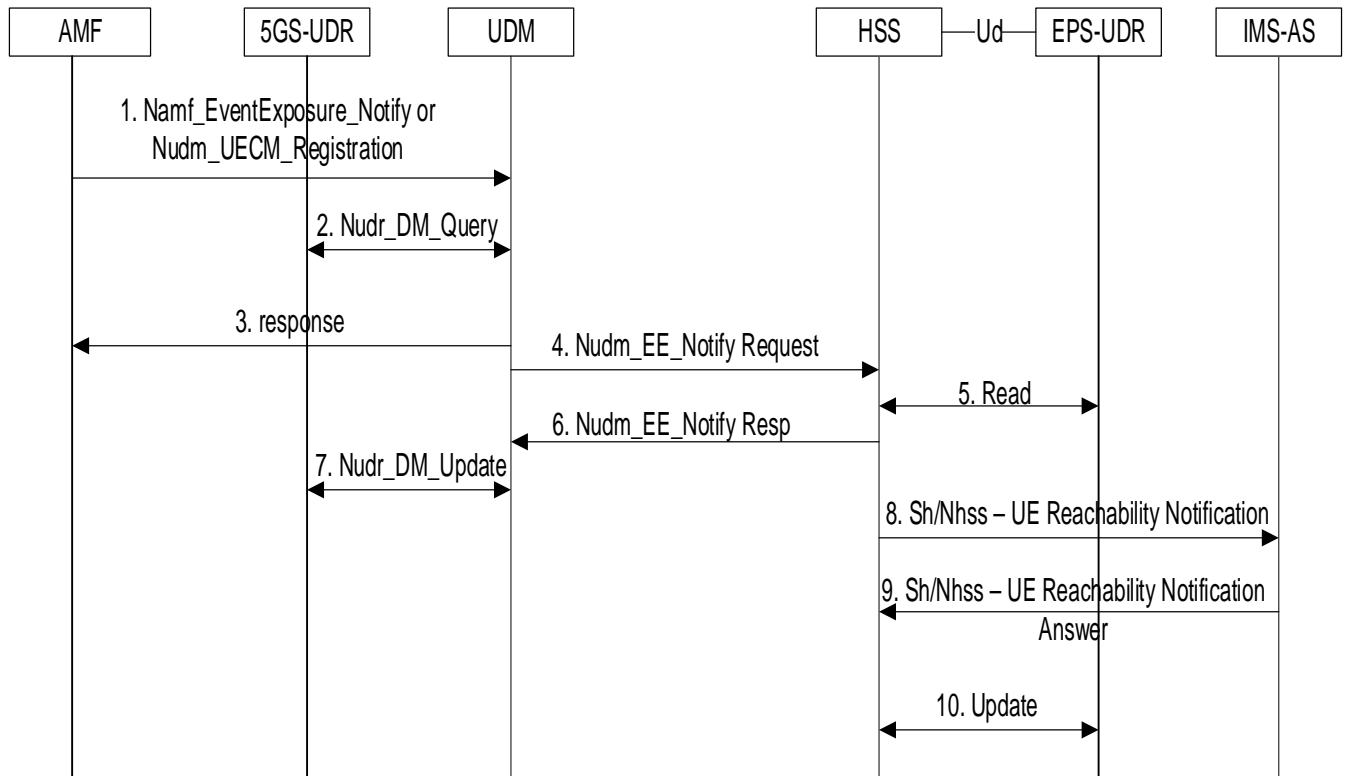 AMF
5GS-UDR
UDM
HSS
Ud
EPS-UDR
IMS-AS
1. Namf_EventExposure_Notify or
Nudm_UECM_Registration
2. Nudr_DM_Query
3. response
4. Nudm_EE_Notify Request
5. Read
6. Nudm_EE_Notify Resp
7. Nudr_DM_Update
8. Sh/Nhss – UE Reachability Notification
9. Sh/Nhss – UE Reachability Notification
Answer
10. Update